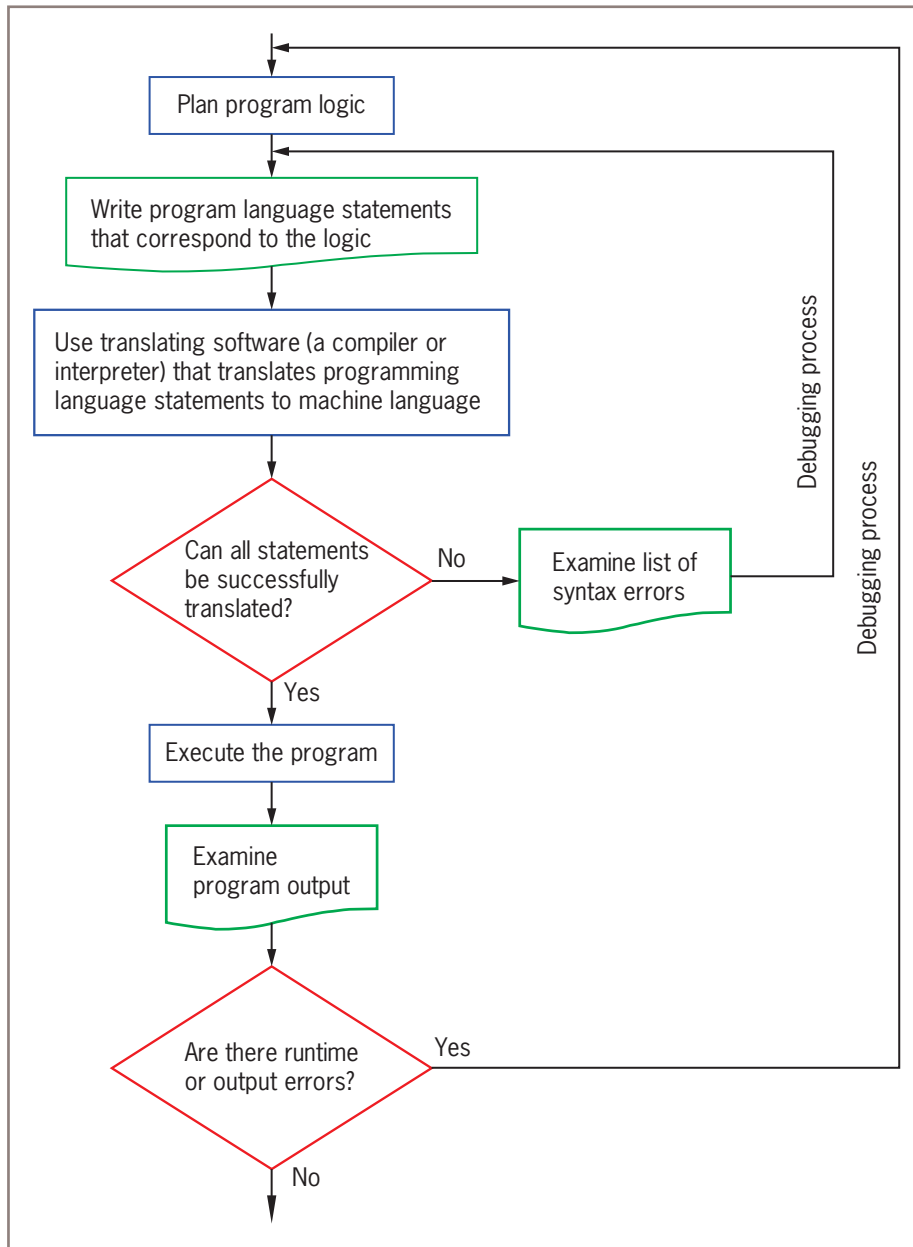 Plan program logic
Write program language statements
that correspond to the logic
Use translating software (a compiler or
interpreter) that translates programming
language statements to machine language
Debugging process
Debugging process
Can all statements
be successfully
translated?
No
Examine list of
syntax errors
Yes
Execute the program
Examine
program output
Are there runtime
or output errors?
Yes
No